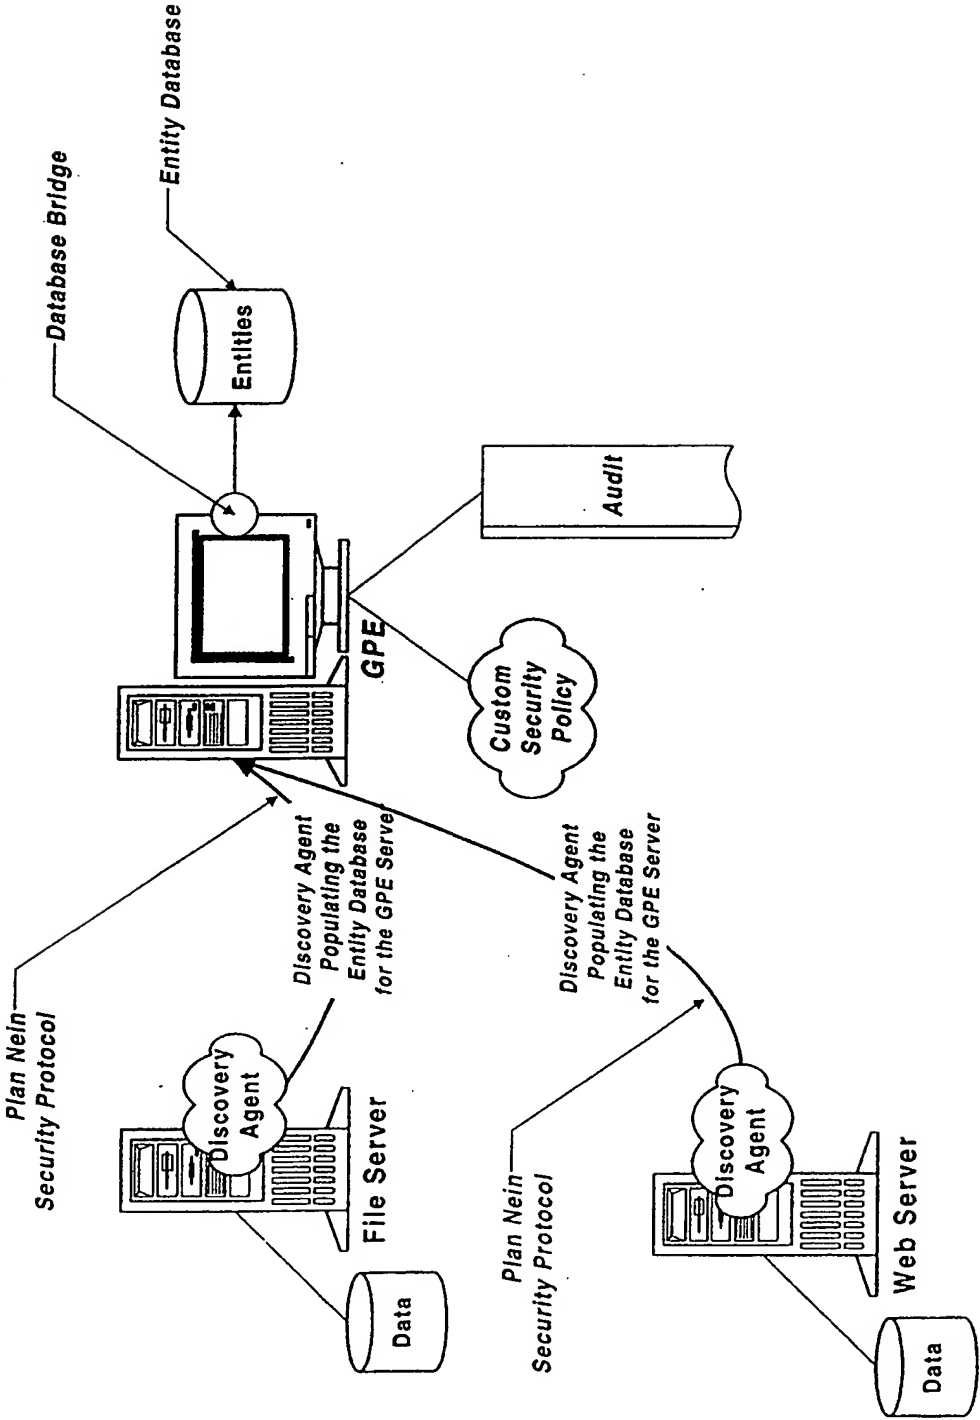 Plan Nein
Security Protocol
Database Bridge
Entity Database
Entities
Discovery
Agent
Discovery Agent
Populating the
Entity Database
for the GPE Server
GPE
File Server
Data
Custom
Security
Policy
Audit
Plan Nein
Security Protocol
Discovery Agent
Populating the
Entity Database
for the GPE Server
Discovery
Agent
Web Server
Data